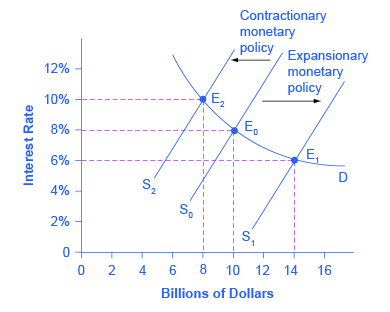 Contractionary
monetary
policy
Expansionary
monetary
policy
12%
10%
8%
6%
4%
2%
0
Interest Rate
E2
E0
E1
S2
S0
S1
D
0 2 4 6 8 10 12 14 16
Billions of Dollars